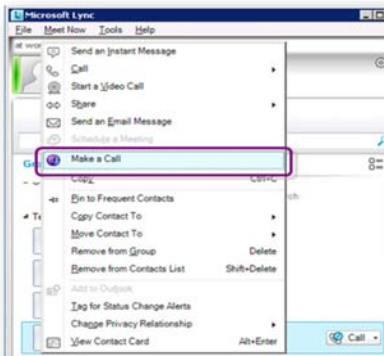 Microsoft Lync
File Meet Now Tools Help
at wor
Send an Instant Message
Call
Start a Video Call
Share
Send an Email Message
Schedule a Meeting
Make a Call
Copy Ctrl+C
Pin to Frequent Contacts
Copy Contact To
Move Contact To
Remove from Group Delete
Remove from Contacts List Shift+Delete
Add to Outlook
Tag for Status Change Alerts
Change Privacy Relationship
View Contact Card Alt+Enter
Call